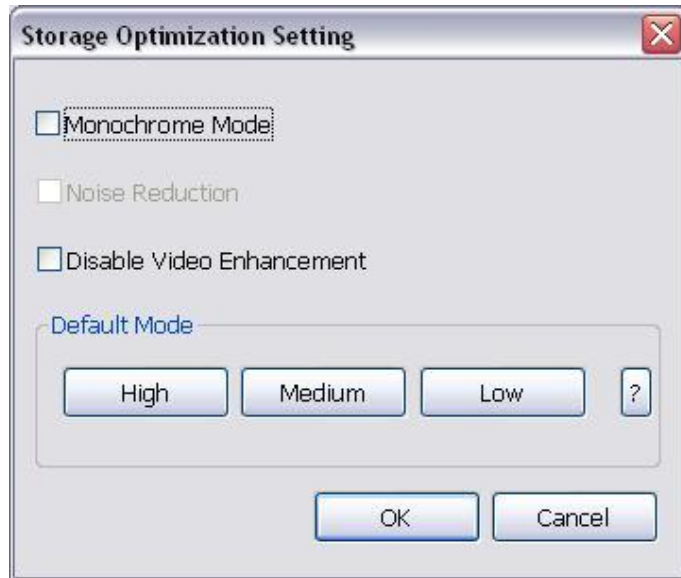 Storage Optimization Setting
Monochrome Mode
Noise Reduction
Disable Video Enhancement
Default Mode
High Medium Low ?
OK Cancel